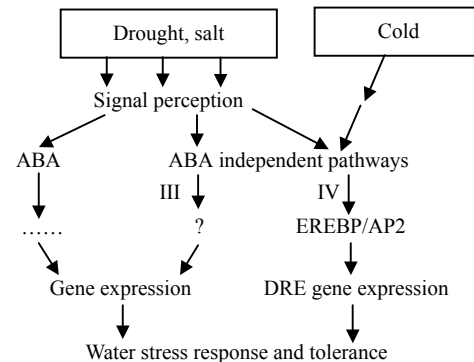 Drought, salt Cold
Signal perception
ABA ABA independent pathways
III IV
...... ? EREBP/AP2
Gene expression DRE gene expression
Water stress response and tolerance